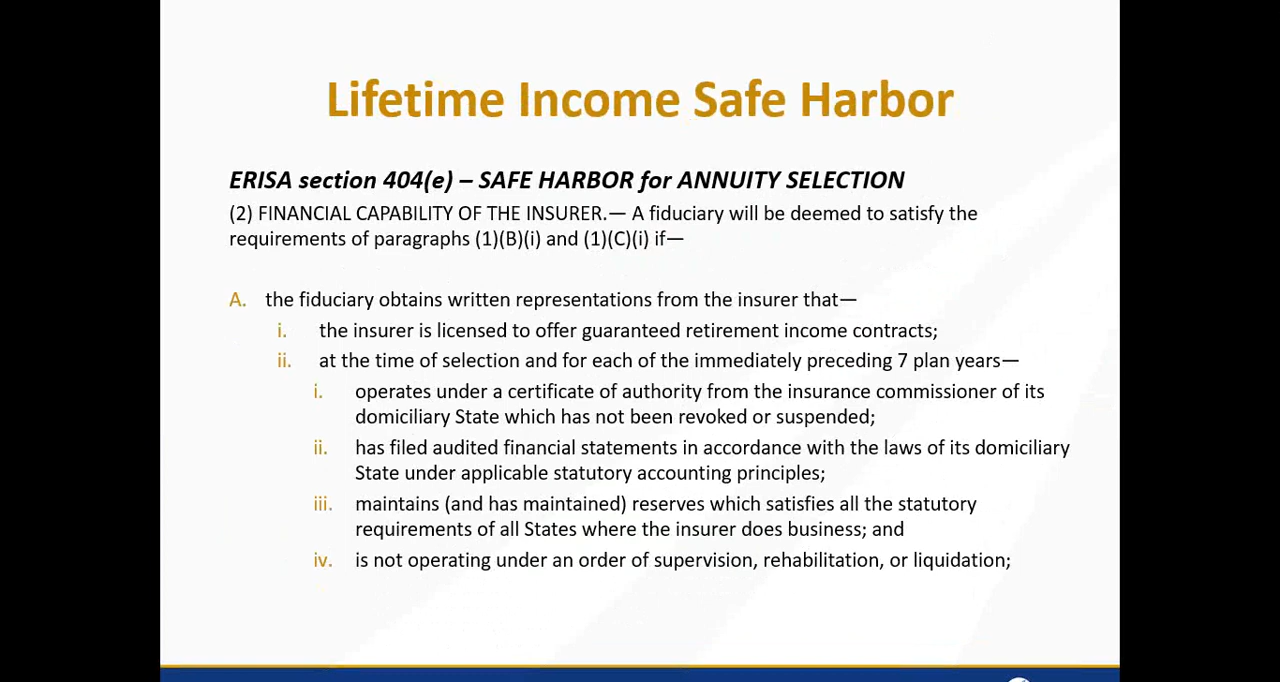 Lifetime Income Safe Harbor
ERISA section 404(e) – SAFE HARBOR for ANNUITY SELECTION
(2) FINANCIAL CAPABILITY OF THE INSURER.— A fiduciary will be deemed to satisfy the
requirements of paragraphs (1)(B)(i) and (1)(C)(i) if—
A. the fiduciary obtains written representations from the insurer that—
i. the insurer is licensed to offer guaranteed retirement income contracts;
ii. at the time of selection and for each of the immediately preceding 7 plan years—
i. operates under a certificate of authority from the insurance commissioner of its
domiciliary State which has not been revoked or suspended;
ii. has filed audited financial statements in accordance with the laws of its domiciliary
State under applicable statutory accounting principles;
iii. maintains (and has maintained) reserves which satisfies all the statutory
requirements of all States where the insurer does business; and
iv. is not operating under an order of supervision, rehabilitation, or liquidation;